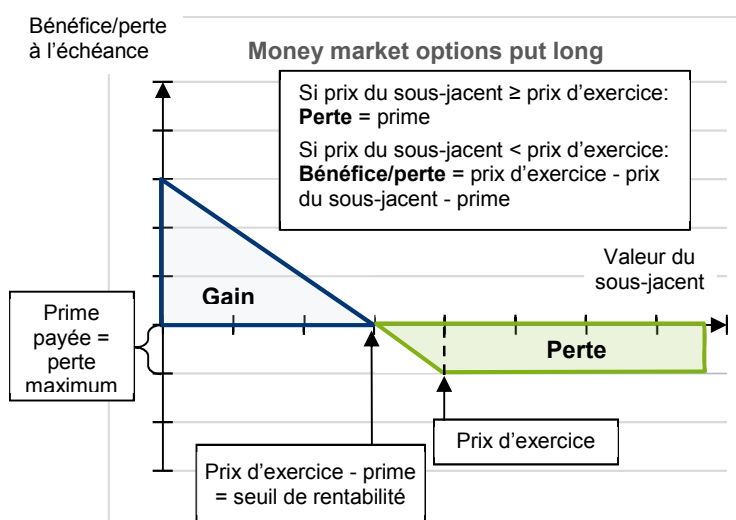 Bénéfice/perte
à l’échéance
Money market options put long
Si prix du sous-jacent ≥ prix d’exercice:
Perte = prime
Si prix du sous-jacent < prix d’exercice:
Bénéfice/perte = prix d’exercice - prix
du sous-jacent - prime
Valeur du
sous-jacent
Gain
Prime
payée =
perte
maximum
Perte
Prix d’exercice
Prix d’exercice - prime
= seuil de rentabilité